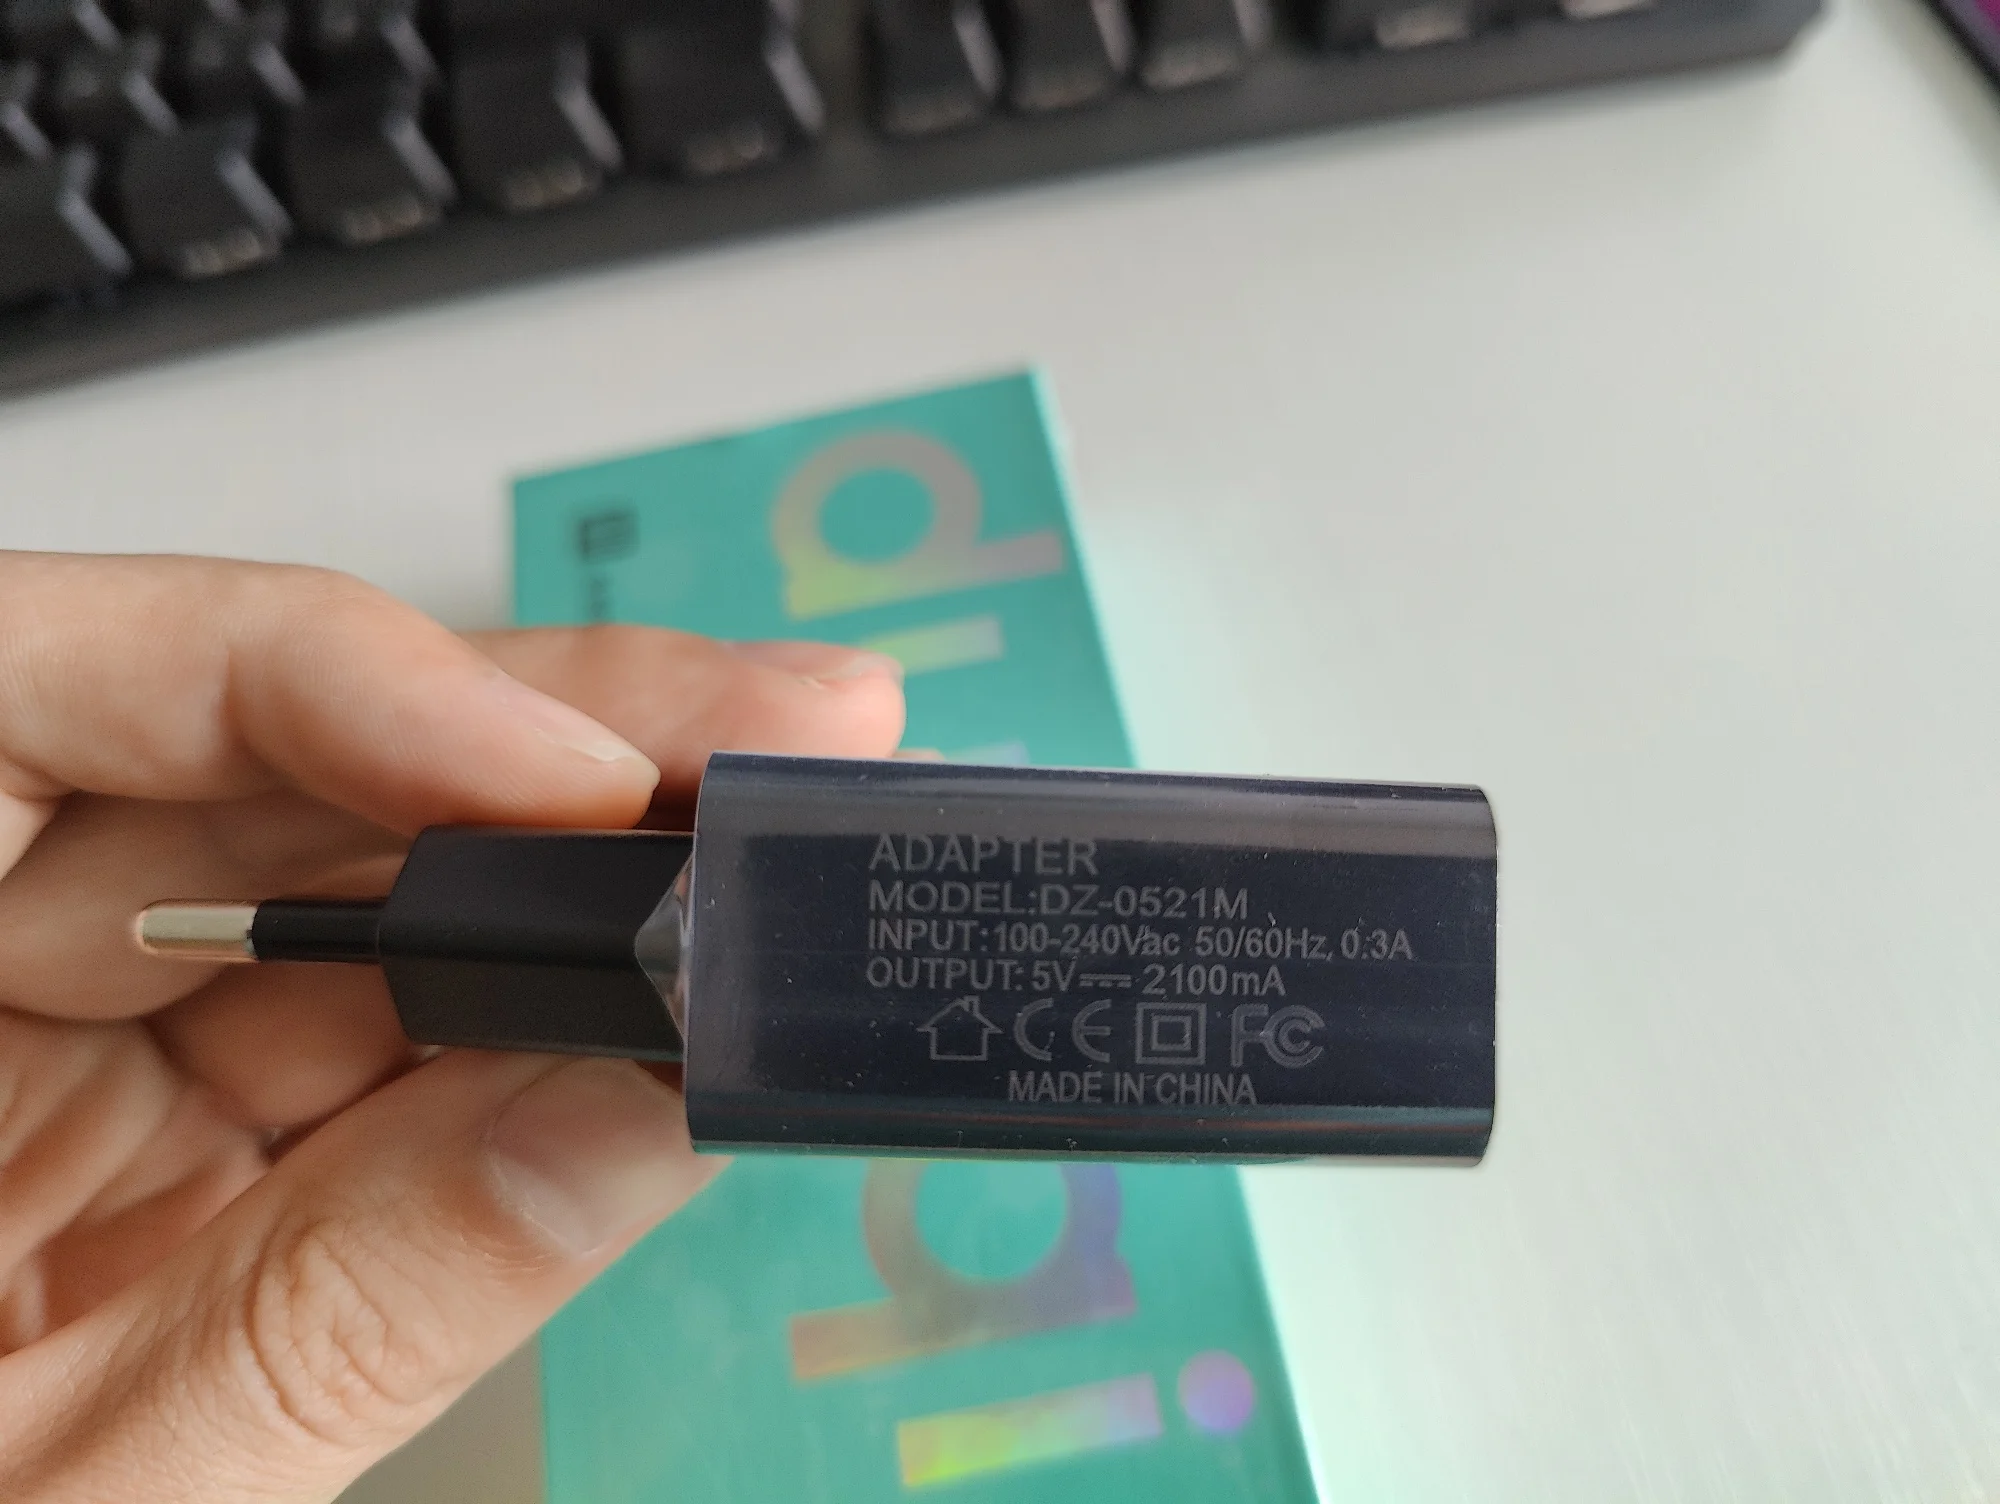 ADAPTER
MODEL:DZ-0521M
INPUT:100-240Vac 50/60Hz, 0.3A
OUTPUT: 5V⎓ 2100mA
CE FC
MADE IN CHINA